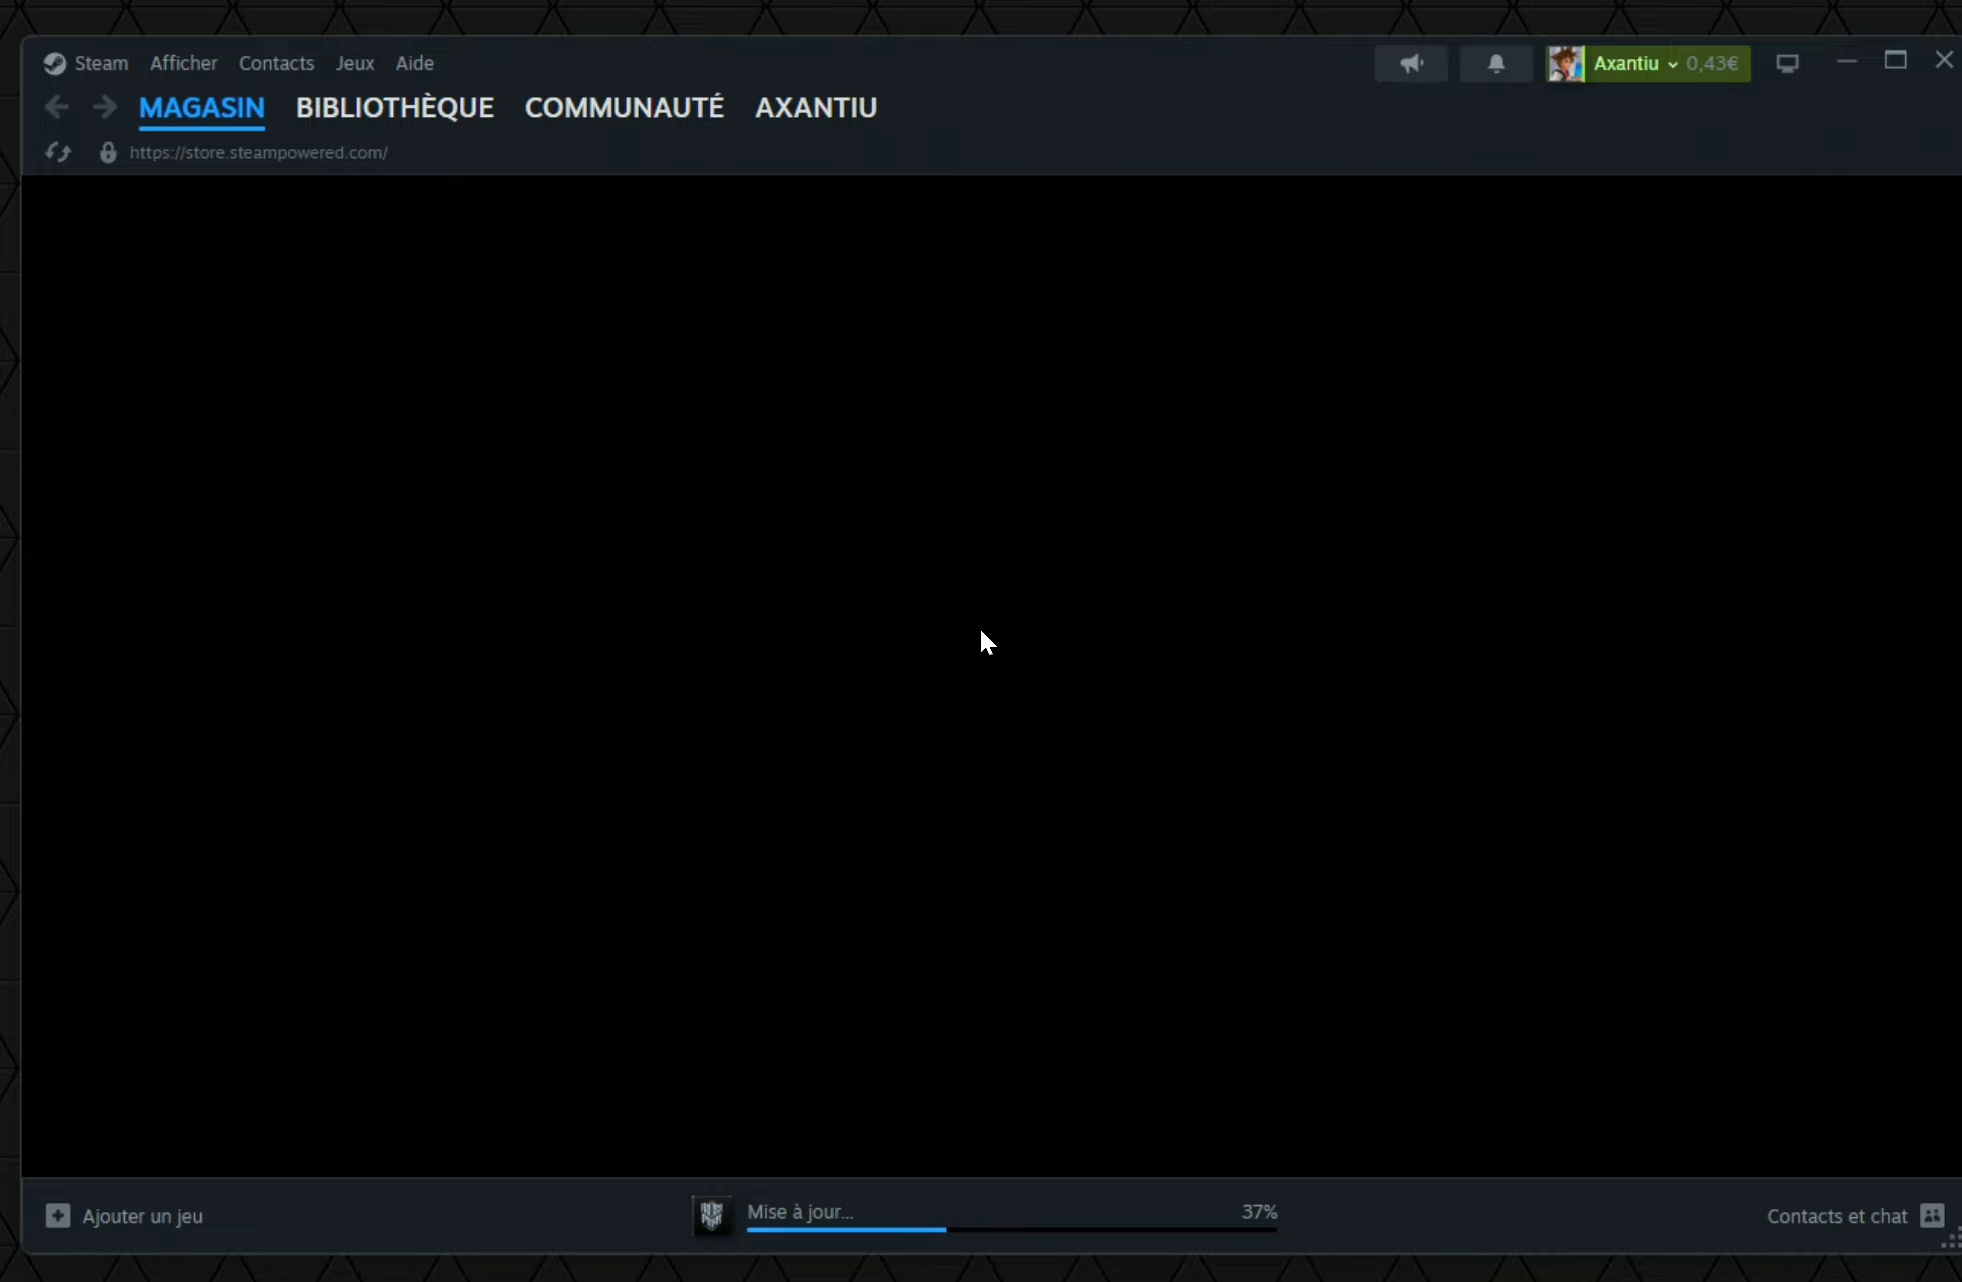 Steam Afficher Contacts Jeux Aide
Axantiu 0,43€
MAGASIN BIBLIOTHÈQUE COMMUNAUTÉ AXANTIU
https://store.steampowered.com/
Ajouter un jeu
Mise à jour...
37%
Contacts et chat